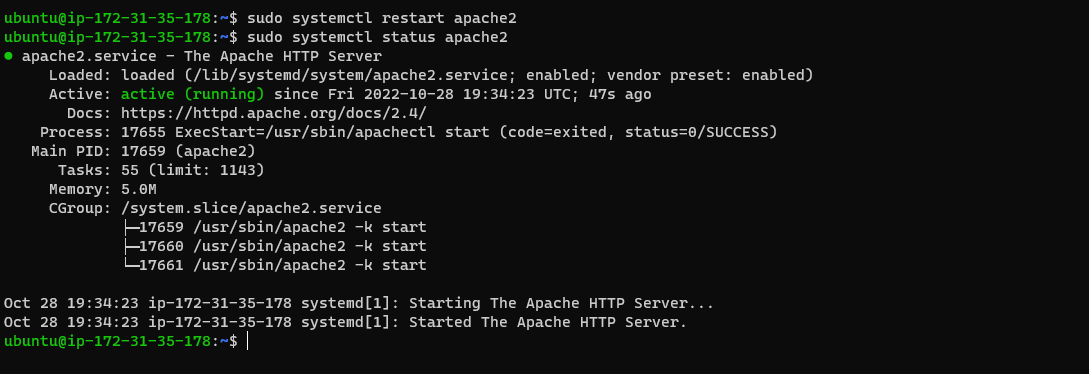 ubuntu@ip-172-31-35-178:~$ sudo systemctl restart apache2
ubuntu@ip-172-31-35-178:~$ sudo systemctl status apache2
● apache2.service - The Apache HTTP Server
     Loaded: loaded (/lib/systemd/system/apache2.service; enabled; vendor preset: enabled)
     Active: active (running) since Fri 2022-10-28 19:34:23 UTC; 47s ago
       Docs: https://httpd.apache.org/docs/2.4/
    Process: 17655 ExecStart=/usr/sbin/apachectl start (code=exited, status=0/SUCCESS)
   Main PID: 17659 (apache2)
      Tasks: 55 (limit: 1143)
     Memory: 5.0M
     CGroup: /system.slice/apache2.service
             ├─17659 /usr/sbin/apache2 -k start
             ├─17660 /usr/sbin/apache2 -k start
             └─17661 /usr/sbin/apache2 -k start

Oct 28 19:34:23 ip-172-31-35-178 systemd[1]: Starting The Apache HTTP Server...
Oct 28 19:34:23 ip-172-31-35-178 systemd[1]: Started The Apache HTTP Server.
ubuntu@ip-172-31-35-178:~$